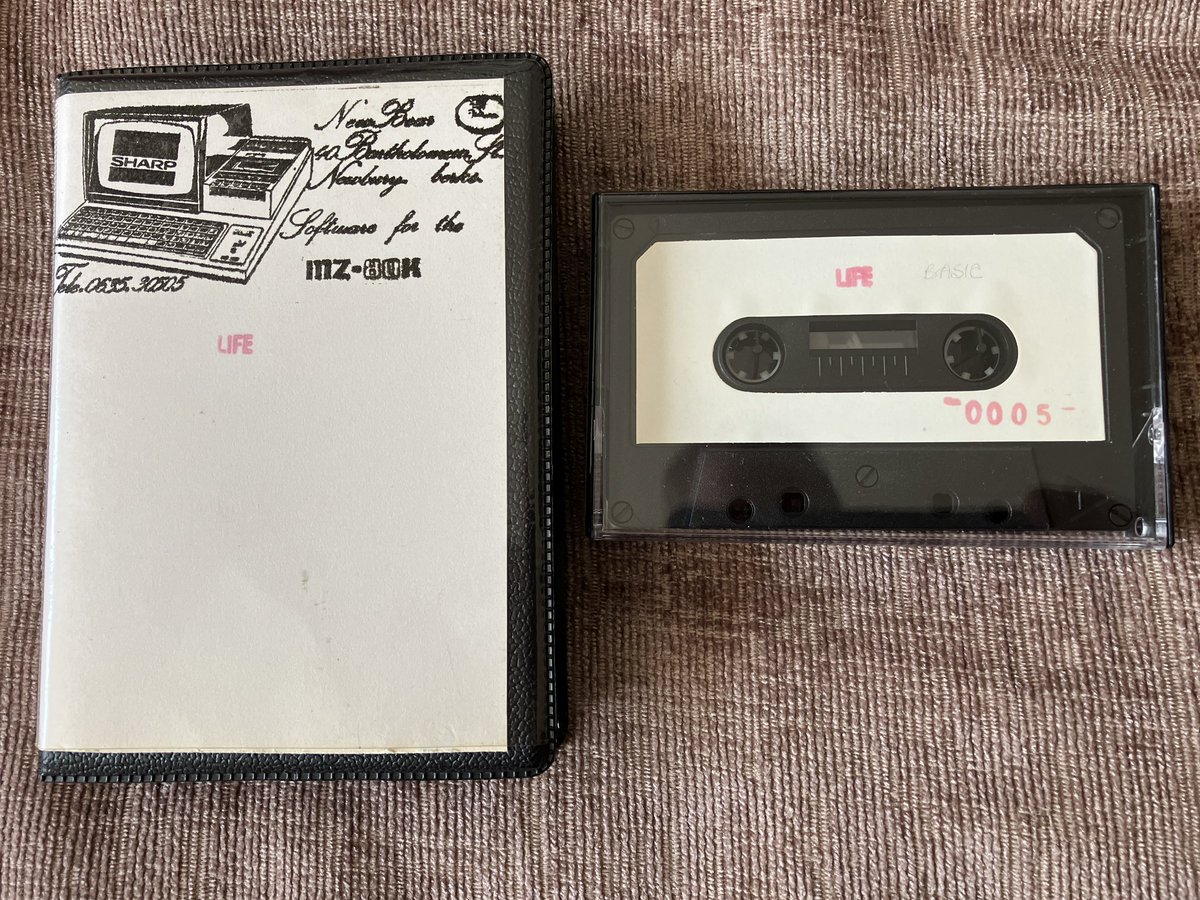 SHARP
New Bear
40 Bartholomew St.
Newbury berks
Software for the
MZ-80K
Tele. 0635. 30505
LIFE
LIFE BASIC
-0005-